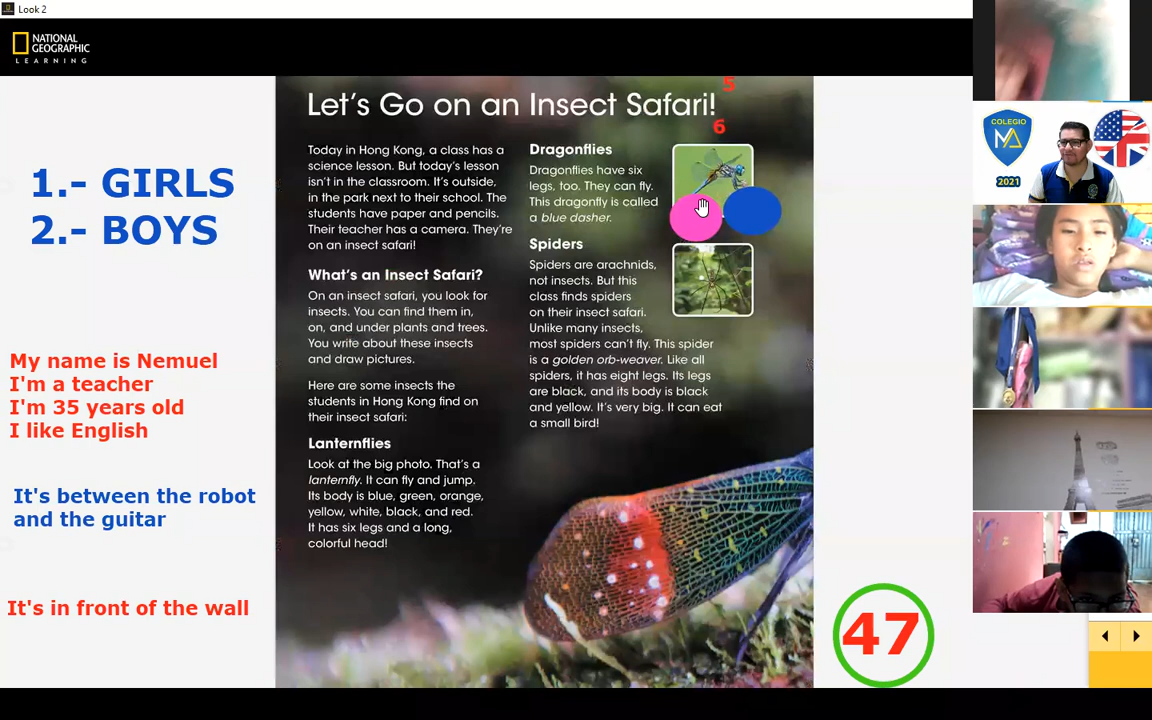 Look 2
NATIONAL
GEOGRAPHIC
LEARNING
1.- GIRLS
2.- BOYS
My name is Nemuel
I'm a teacher
I'm 35 years old
I like English
It's between the robot
and the guitar
It's in front of the wall
Let's Go on an Insect Safari!
5
6
Today in Hong Kong, a class has a
science lesson. But today's lesson
isn't in the classroom. It's outside,
in the park next to their school. The
students have paper and pencils.
Their teacher has a camera. They're
on an insect safari!
What's an Insect Safari?
On an insect safari, you look for
insects. You can find them in,
on, and under plants and trees.
You write about these insects
and draw pictures.
Here are some insects the
students in Hong Kong find on
their insect safari:
Lanternflies
Look at the big photo. That's a
lanternfly. It can fly and jump.
Its body is blue, green, orange,
yellow, white, black, and red.
It has six legs and a long,
colorful head!
Dragonflies
Dragonflies have six
legs, too. They can fly.
This dragonfly is called
a blue dasher.
Spiders
Spiders are arachnids,
not insects. But this
class finds spiders
on their insect safari.
Unlike many insects,
most spiders can't fly. This spider
is a golden orb-weaver. Like all
spiders, it has eight legs. Its legs
are black, and its body is black
and yellow. It's very big. It can eat
a small bird!
47
COLEGIO
MA
2021